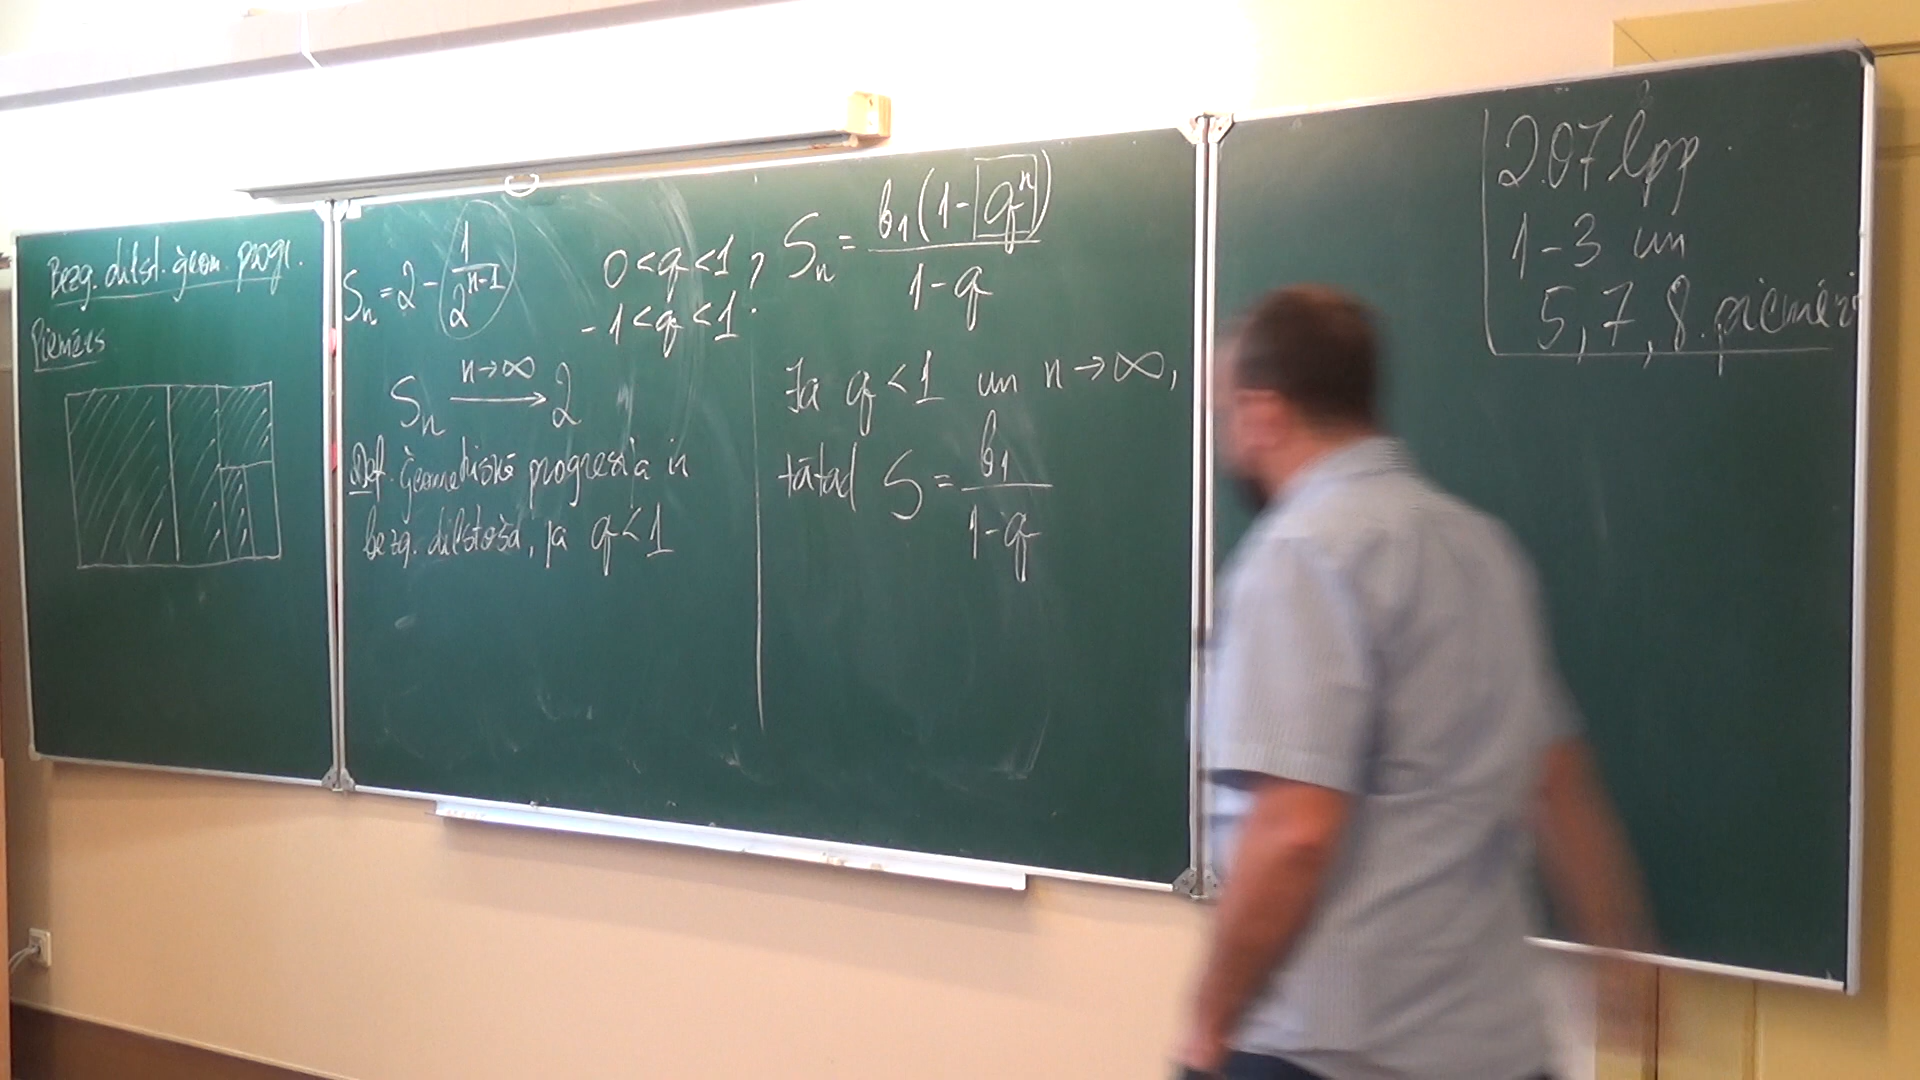 Bezg. dilst. ģeom. progr.
Piemērs
Sₙ = 2 - 1/2ⁿ⁻¹
0 < q < 1 ?
-1 < q < 1
Sₙ n→∞ → 2
Def. Ģeometriskā progresija ir
bezg. dilstoša, ja q < 1
Sₙ = b₁(1 - qⁿ) / 1 - q
Ja q < 1 un n → ∞,
tātad S = b₁ / 1 - q
207 lpp.
1-3 un
5, 7, 8. piemēri